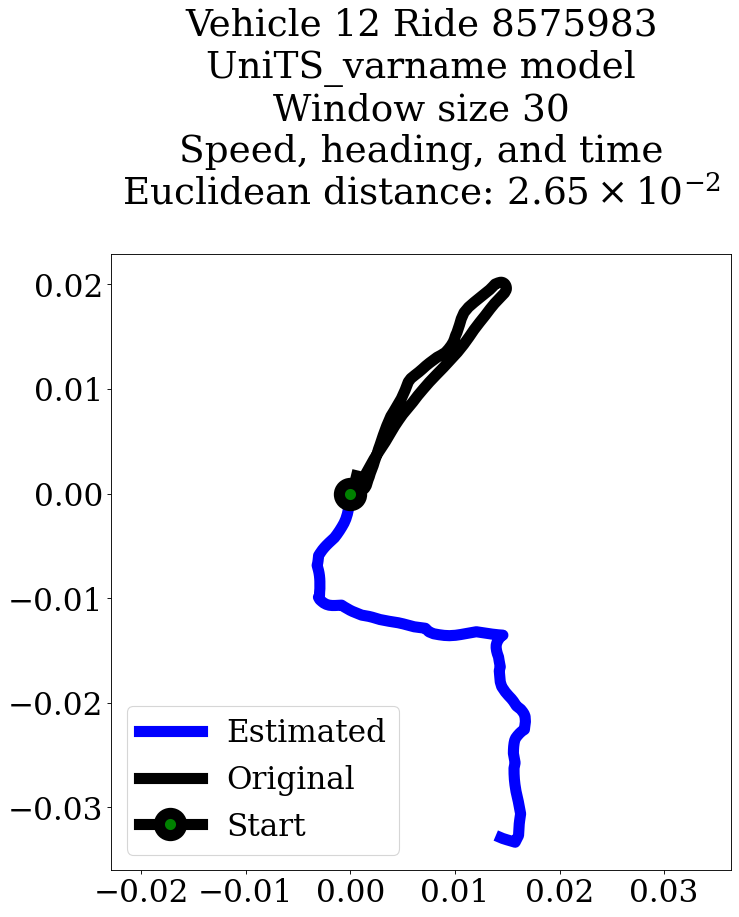 Vehicle 12 Ride 8575983
UniTS_varname model
Window size 30
Speed, heading, and time
Euclidean distance: 2.65 × 10⁻²
0.02
0.01
0.00
−0.01
−0.02
−0.03
Estimated
Original
Start
−0.02 −0.01 0.00 0.01 0.02 0.03